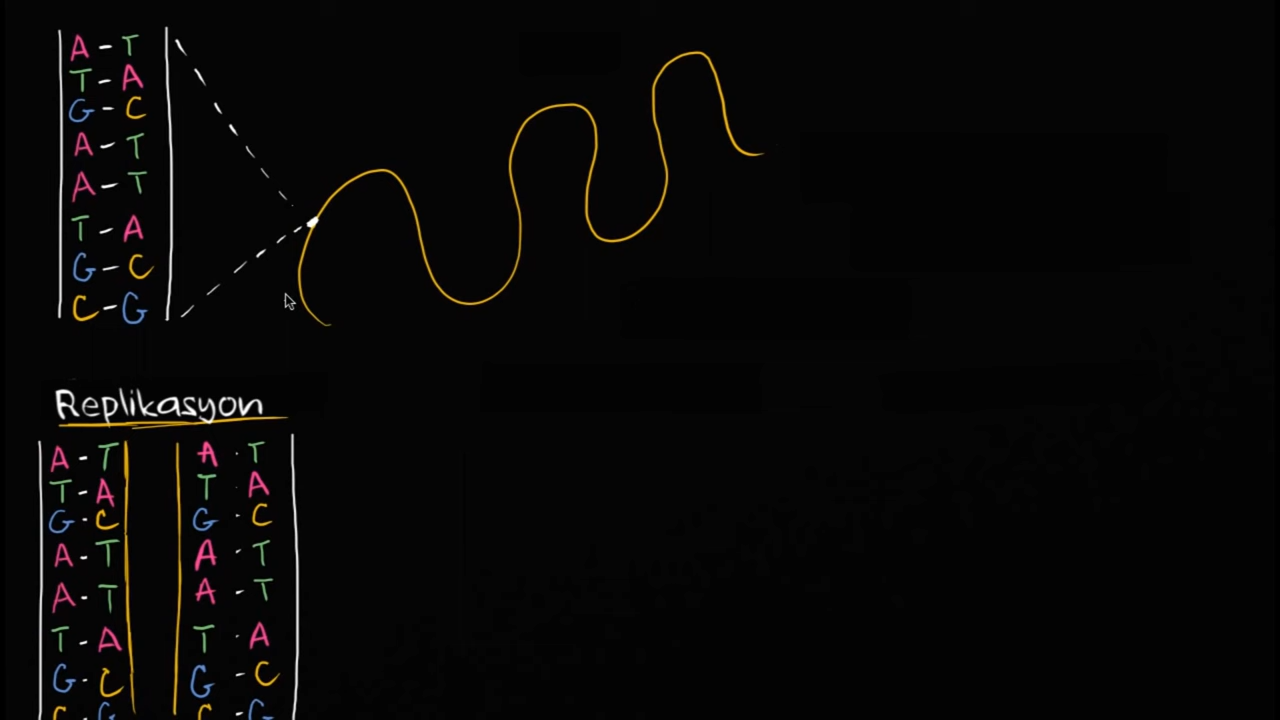 A-T
T-A
G-C
A-T
A-T
T-A
G-C
C-G
Replikasyon
A-T A·T
T-A T·A
G·C G·C
A-T A·T
A-T A-T
T-A T·A
G·C G-C
C-G C-G